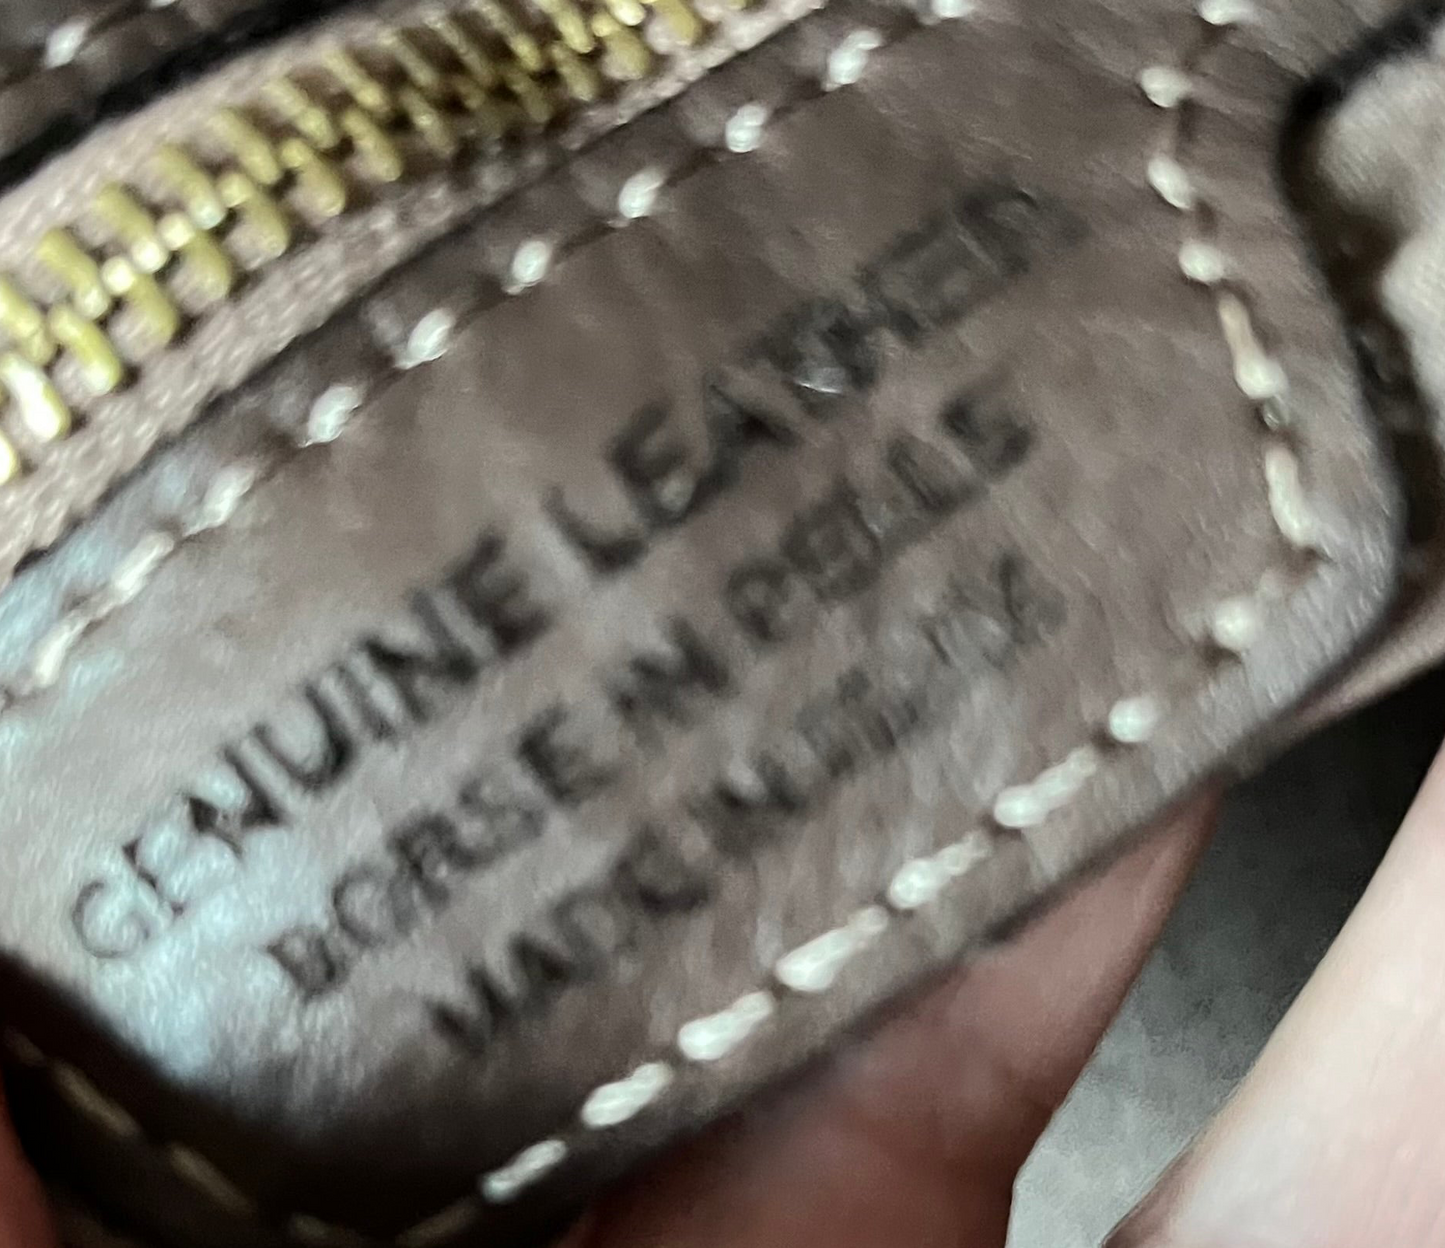 GENUINE LEATHER
BORSE IN PELLE
MADE IN ITALY